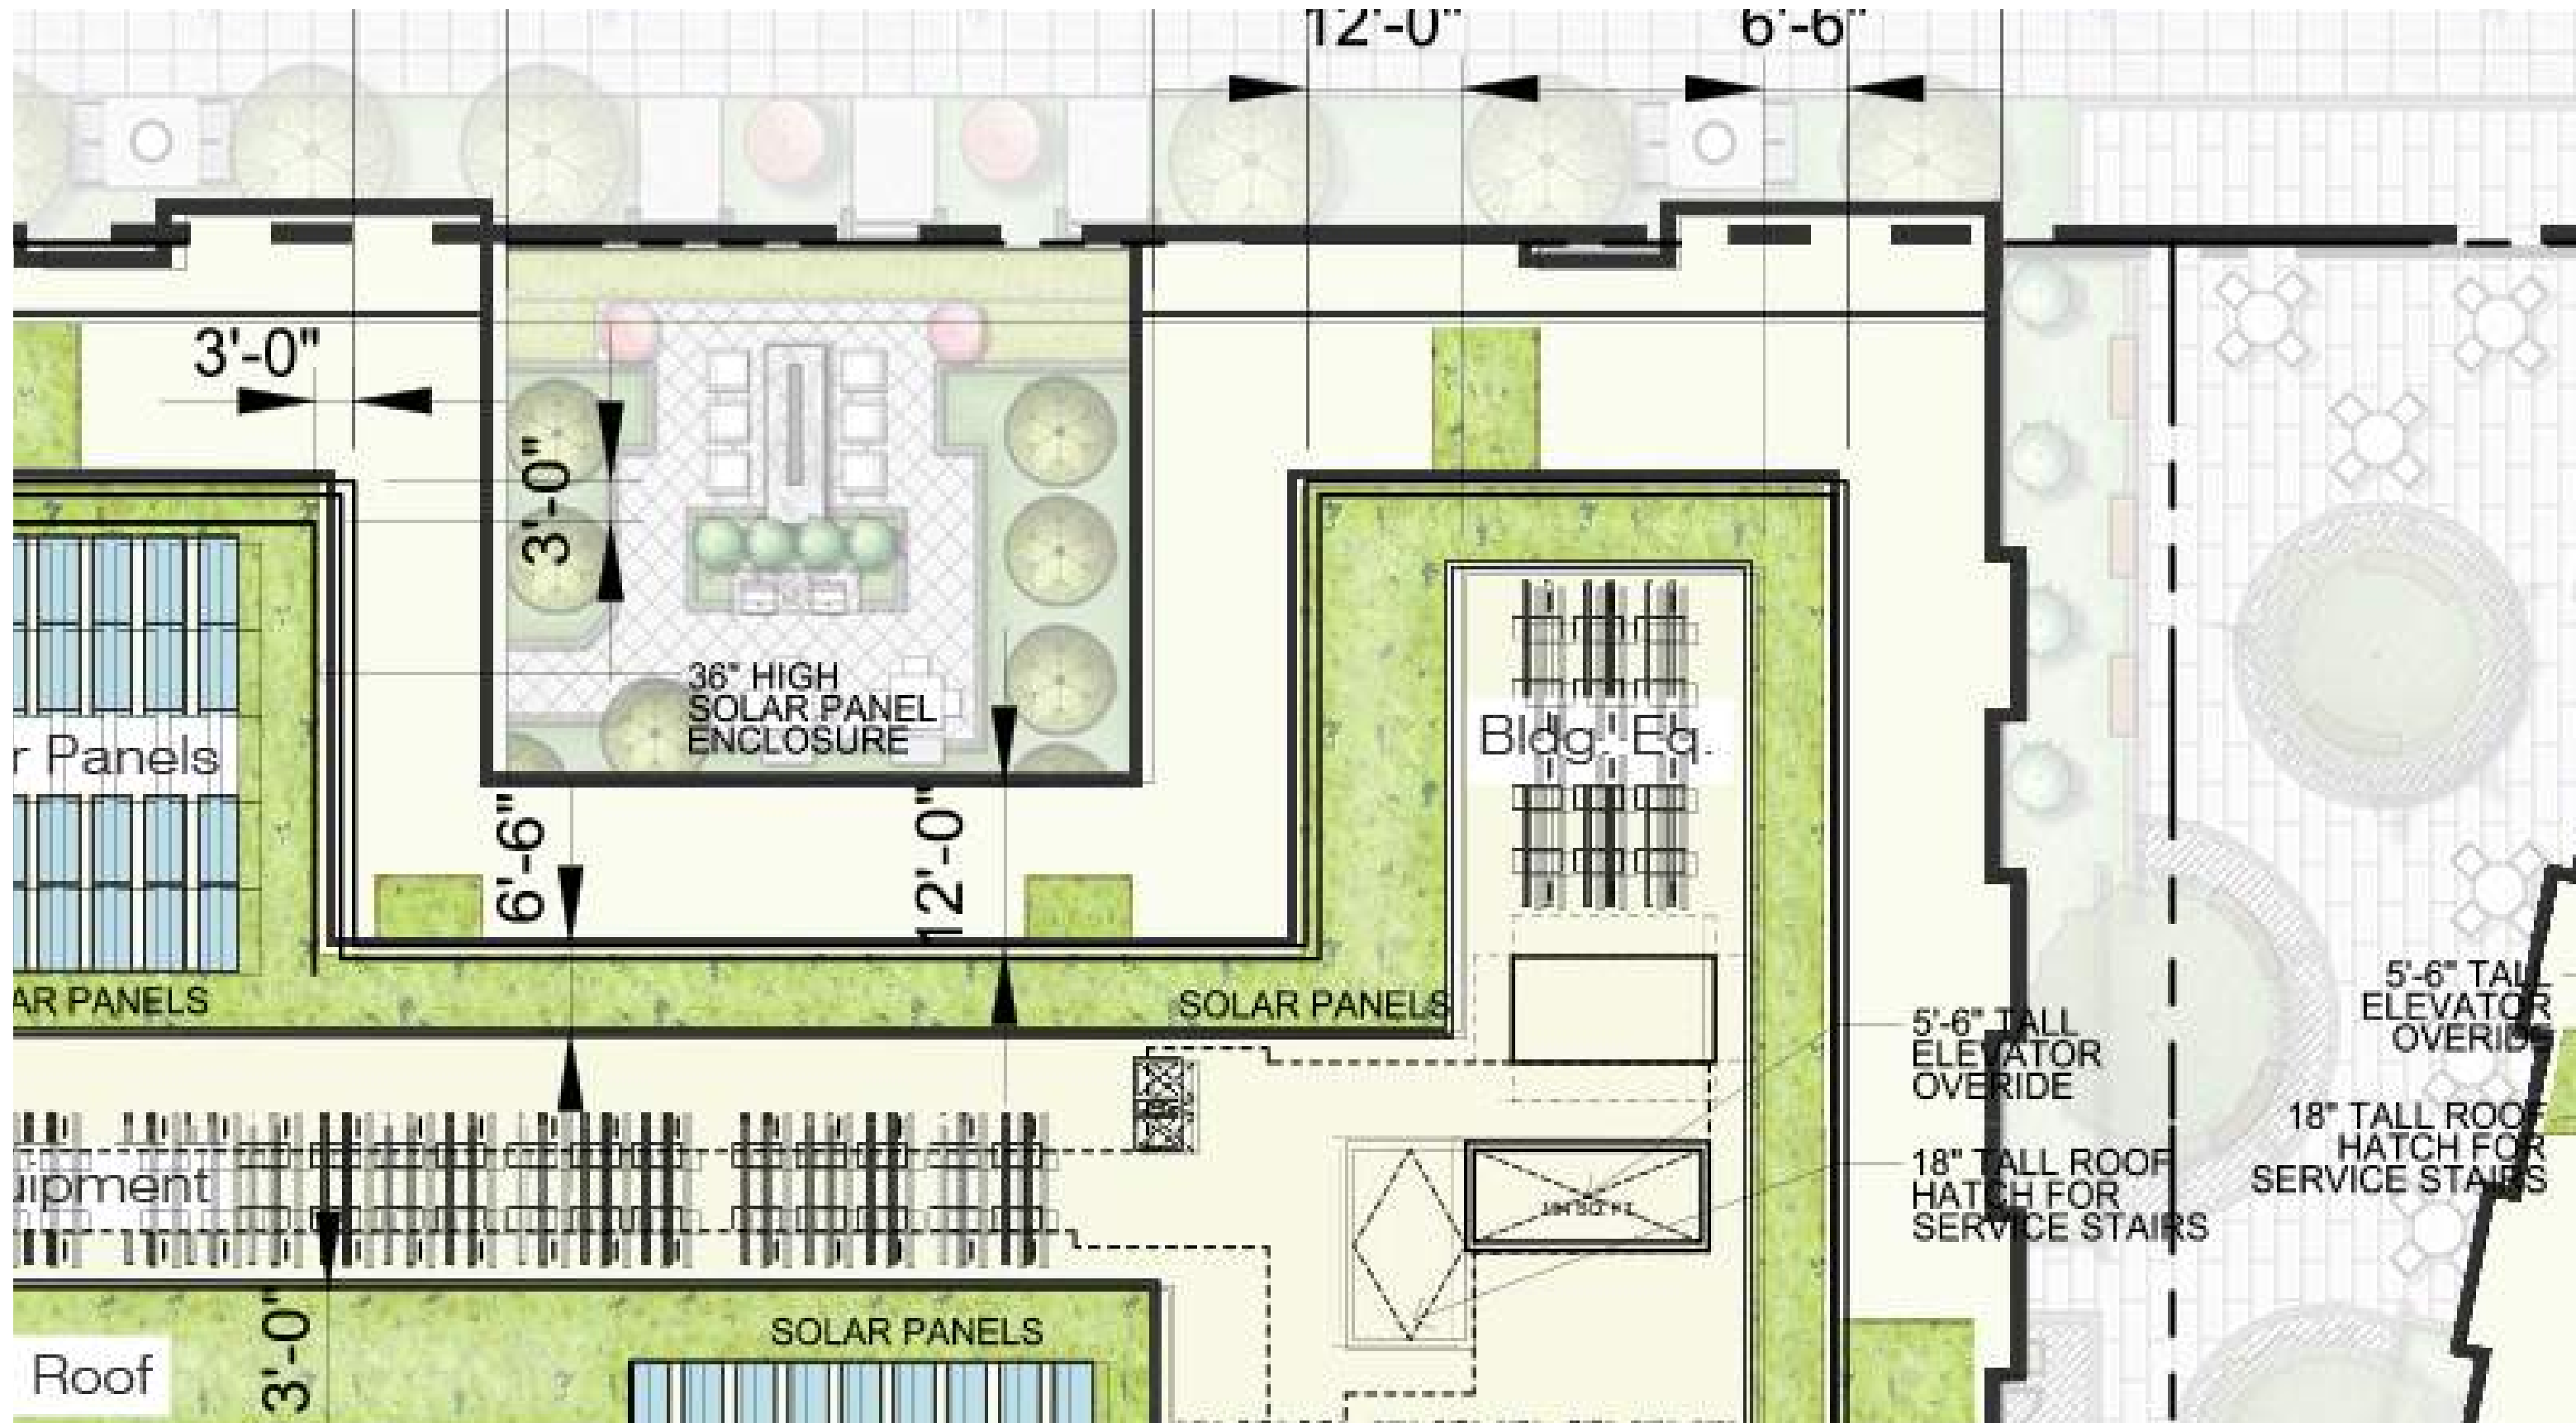 12'-0"
6'-6"
3'-0"
3'-0"
36" HIGH
SOLAR PANEL
ENCLOSURE
r Panels
Bldg. Eq.
6'-6"
12'-0"
AR PANELS
SOLAR PANELS
5'-6" TALL
ELEVATOR
OVERIDE
5'-6" TALL
ELEVATOR
OVERIDE
18" TALL ROOF
HATCH FOR
SERVICE STAIRS
18" TALL ROOF
HATCH FOR
SERVICE STAIRS
uipment
3'-0"
SOLAR PANELS
Roof